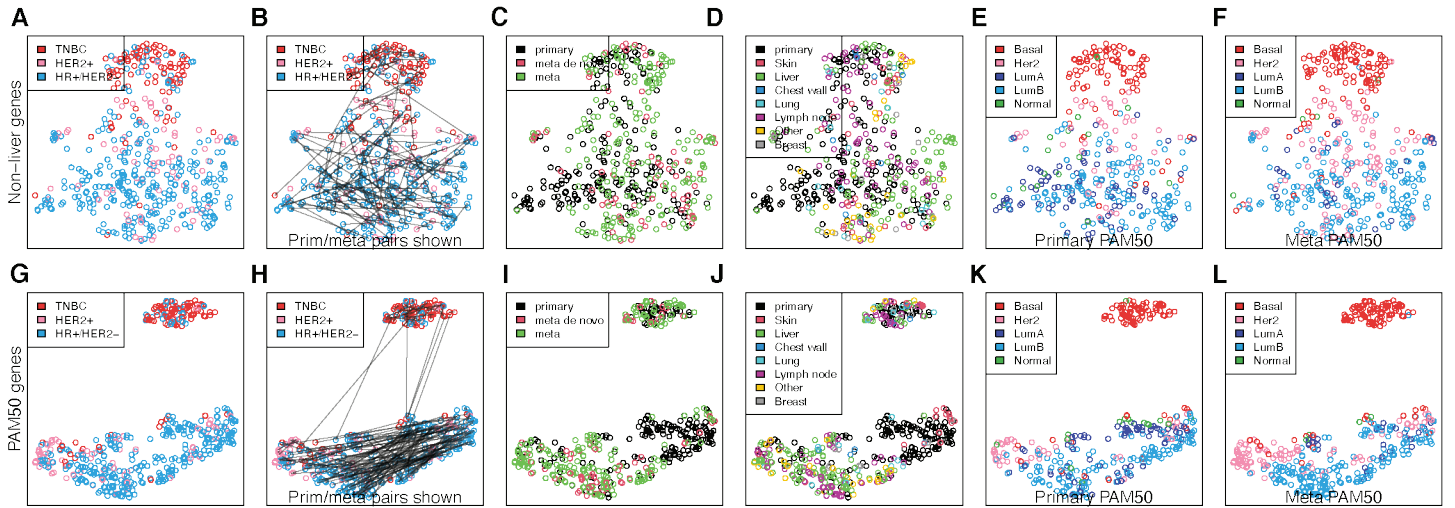 A
B
C
D
E
F
Non-liver genes
TNBC
HER2+
HR+/HER2-
TNBC
HER2+
HR+/HER2-
Prim/meta pairs shown
primary
meta de n
meta
primary
Skin
Liver
Chest wall
Lung
Lymph node
Other
Breast
Basal
Her2
LumA
LumB
Normal
Primary PAM50
Basal
Her2
LumA
LumB
Normal
Meta PAM50
G
H
I
J
K
L
PAM50 genes
TNBC
HER2+
HR+/HER2-
TNBC
HER2+
HR+/HER2-
Prim/meta pairs shown
primary
meta de novo
meta
primary
Skin
Liver
Chest wall
Lung
Lymph node
Other
Breast
Basal
Her2
LumA
LumB
Normal
Primary PAM50
Basal
Her2
LumA
LumB
Normal
Meta PAM50